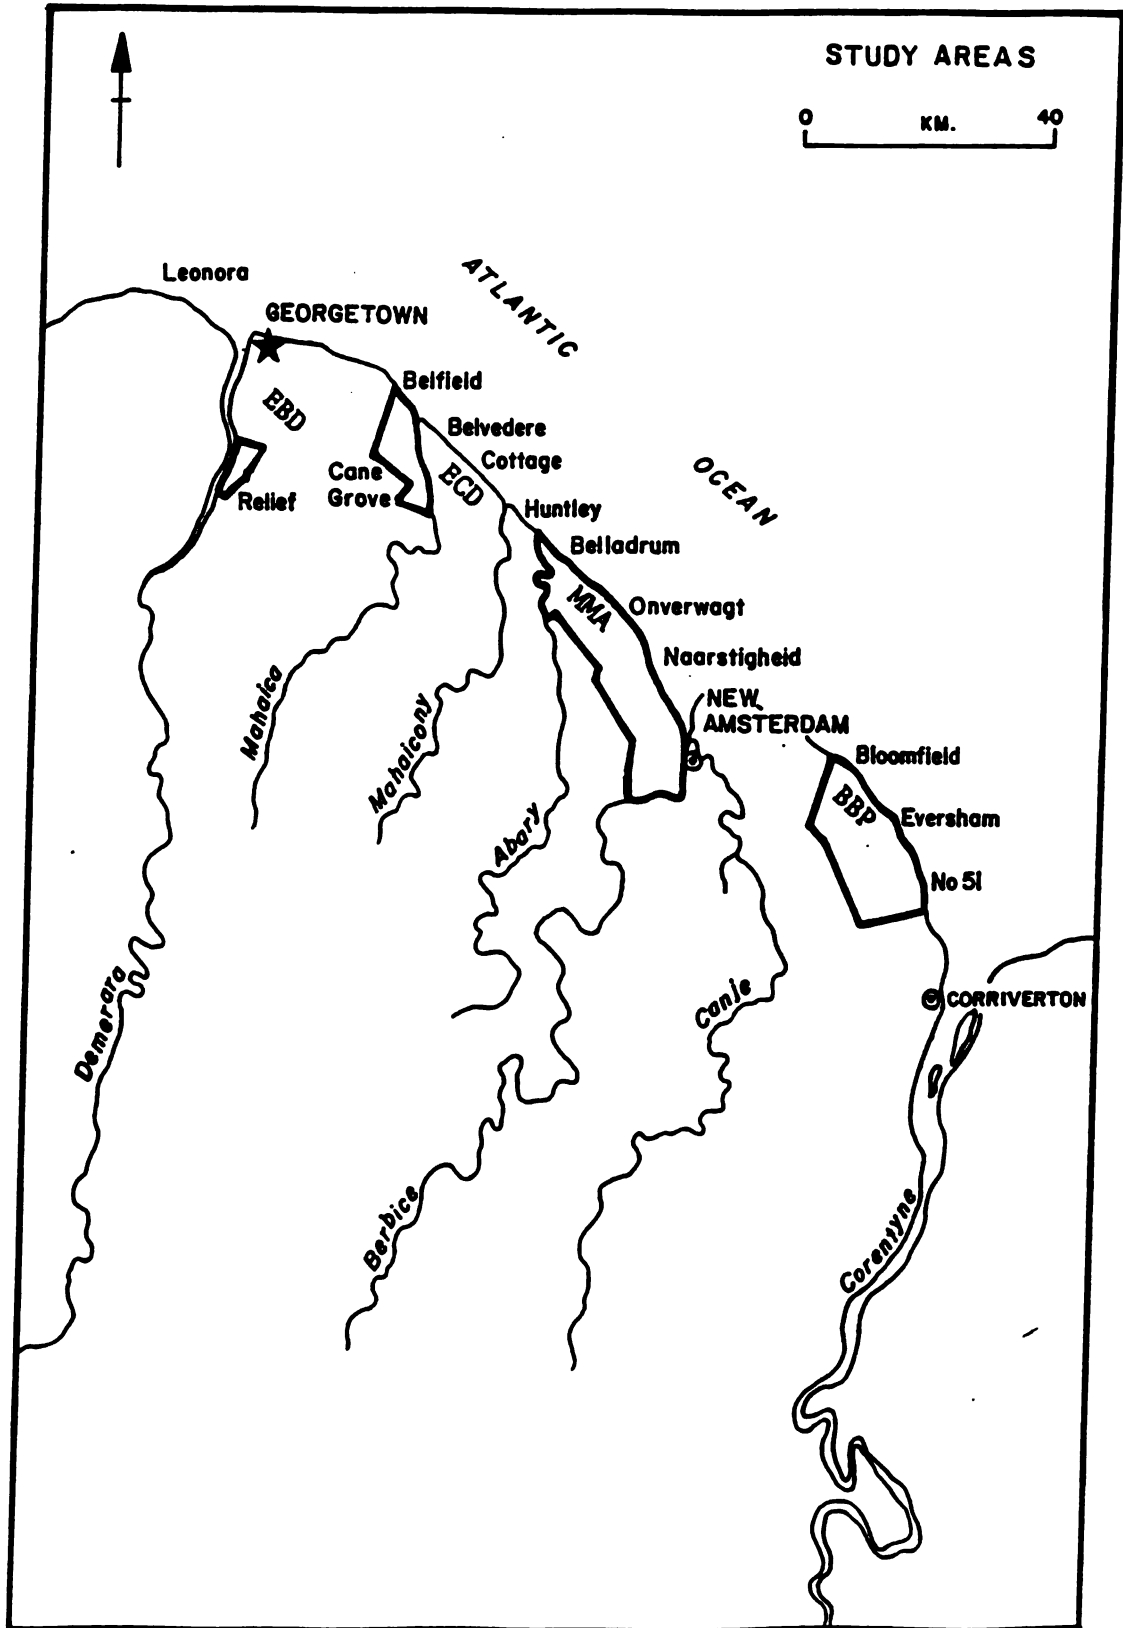 STUDY AREAS
0 KM. 40
Leonora
ATLANTIC
GEORGETOWN
Belfield
EBD
Belvedere
Cottage
OCEAN
Cane
Grove
ECD
Relief
Huntley
Belladrum
MMA
Onverwagt
Naarstigheid
Mahaica
NEW
AMSTERDAM
Mahaicony
Bloomfield
BBP
Eversham
Abary
No 51
Demerara
Canje
CORRIVERTON
Berbice
Corentyne